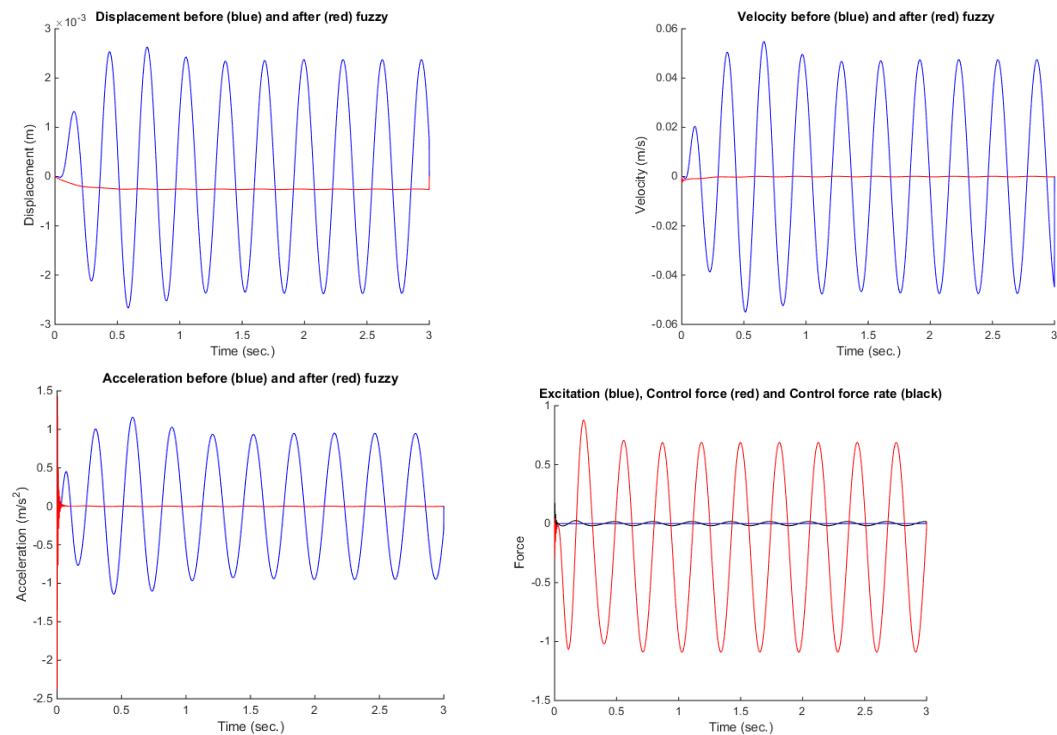 Displacement before (blue) and after (red) fuzzy
×10⁻³
3
2
1
0
-1
-2
-3
Displacement (m)
0 0.5 1 1.5 2 2.5 3
Time (sec.)
Velocity before (blue) and after (red) fuzzy
0.06
0.04
0.02
0
-0.02
-0.04
-0.06
Velocity (m/s)
0 0.5 1 1.5 2 2.5 3
Time (sec.)
Acceleration before (blue) and after (red) fuzzy
1.5
1
0.5
0
-0.5
-1
-1.5
-2
-2.5
Acceleration (m/s²)
0 0.5 1 1.5 2 2.5 3
Time (sec.)
Excitation (blue), Control force (red) and Control force rate (black)
1
0.5
0
-0.5
-1
-1.5
Force
0 0.5 1 1.5 2 2.5 3
Time (sec.)